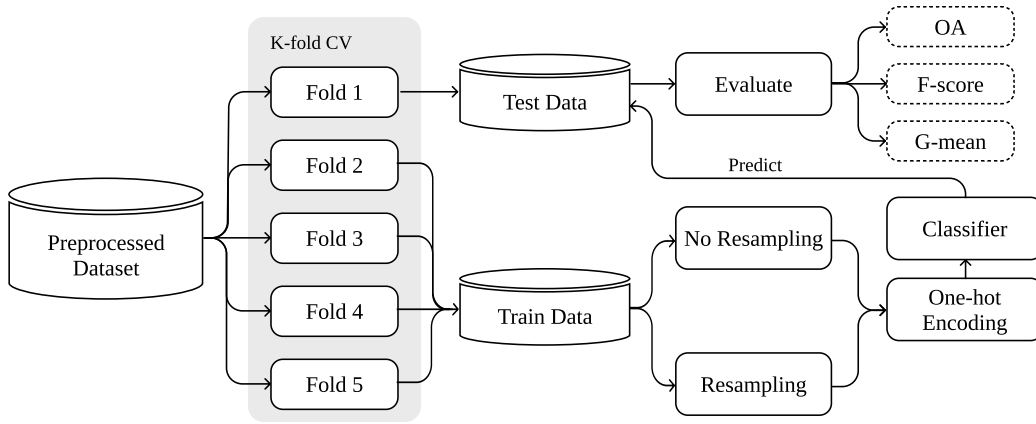 K-fold CV
Fold 1
Fold 2
Fold 3
Fold 4
Fold 5
Preprocessed
Dataset
Test Data
Train Data
Evaluate
OA
F-score
G-mean
Predict
No Resampling
Resampling
Classifier
One-hot
Encoding